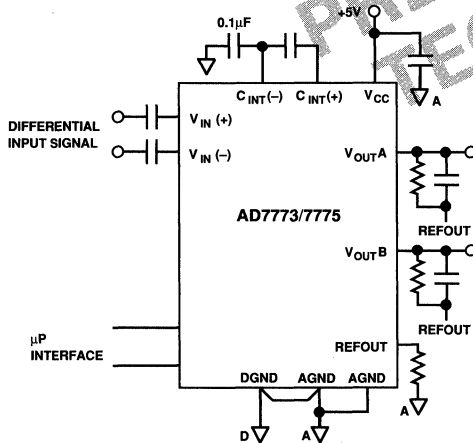 +5V
0.1µF
A
C INT (–)
C INT (+)
V CC
DIFFERENTIAL
INPUT SIGNAL
V IN (+)
V IN (–)
V OUT A
AD7773/7775
REFOUT
V OUT B
REFOUT
µP
INTERFACE
REFOUT
DGND
AGND
AGND
A
D
A